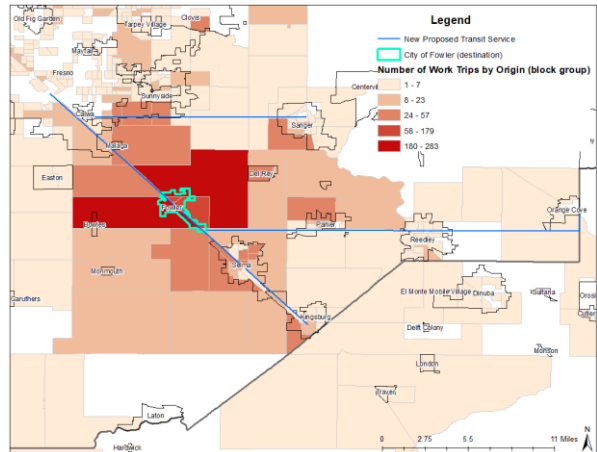 Old Fig Garden
Tarpey Village
Clovis
Mayfair
Fresno
Sunnyside
Calwa
Centerville
Sanger
Malaga
Easton
Del Rey
Fowler
Bowles
Parlier
Reedley
Orange Cove
Selma
Monmouth
Caruthers
El Monte Mobile Village
Dinuba
Sultana
Orosi
Cutler
Kingsburg
Delft Colony
London
Monson
Traver
Laton
Hardwick
Legend
New Proposed Transit Service
City of Fowler (destination)
Number of Work Trips by Origin (block group)
1 - 7
8 - 23
24 - 57
58 - 179
180 - 283
0 2.75 5.5 11 Miles
N